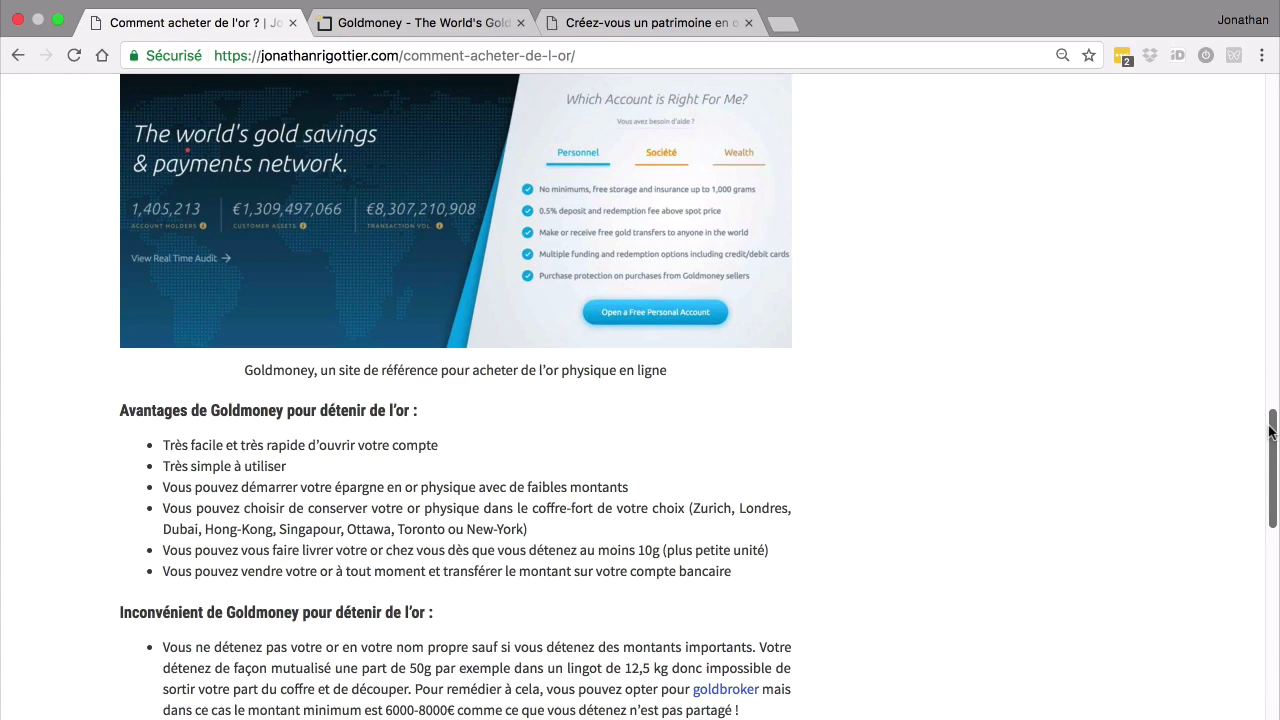 Comment acheter de l'or ? | Jo
Goldmoney - The World's Gold
Créez-vous un patrimoine en o
Jonathan
Sécurisé
https://jonathanrigottier.com/comment-acheter-de-l-or/
2
The world's gold savings
& payments network.
1,405,213
€1,309,497,066
€8,307,210,908
ACCOUNT HOLDERS
CUSTOMER ASSETS
TRANSACTION VOL.
View Real Time Audit
Which Account is Right For Me?
Vous avez besoin d'aide ?
Personnel
Société
Wealth
No minimums, free storage and insurance up to 1,000 grams
0.5% deposit and redemption fee above spot price
Make or receive free gold transfers to anyone in the world
Multiple funding and redemption options including credit/debit cards
Purchase protection on purchases from Goldmoney sellers
Open a Free Personal Account
Goldmoney, un site de référence pour acheter de l'or physique en ligne
Avantages de Goldmoney pour détenir de l'or :
Très facile et très rapide d'ouvrir votre compte
Très simple à utiliser
Vous pouvez démarrer votre épargne en or physique avec de faibles montants
Vous pouvez choisir de conserver votre or physique dans le coffre-fort de votre choix (Zurich, Londres,
Dubai, Hong-Kong, Singapour, Ottawa, Toronto ou New-York)
Vous pouvez vous faire livrer votre or chez vous dès que vous détenez au moins 10g (plus petite unité)
Vous pouvez vendre votre or à tout moment et transférer le montant sur votre compte bancaire
Inconvénient de Goldmoney pour détenir de l'or :
Vous ne détenez pas votre or en votre nom propre sauf si vous détenez des montants importants. Votre
détenez de façon mutualisé une part de 50g par exemple dans un lingot de 12,5 kg donc impossible de
sortir votre part du coffre et de découper. Pour remédier à cela, vous pouvez opter pour goldbroker mais
dans ce cas le montant minimum est 6000-8000€ comme ce que vous détenez n'est pas partagé !